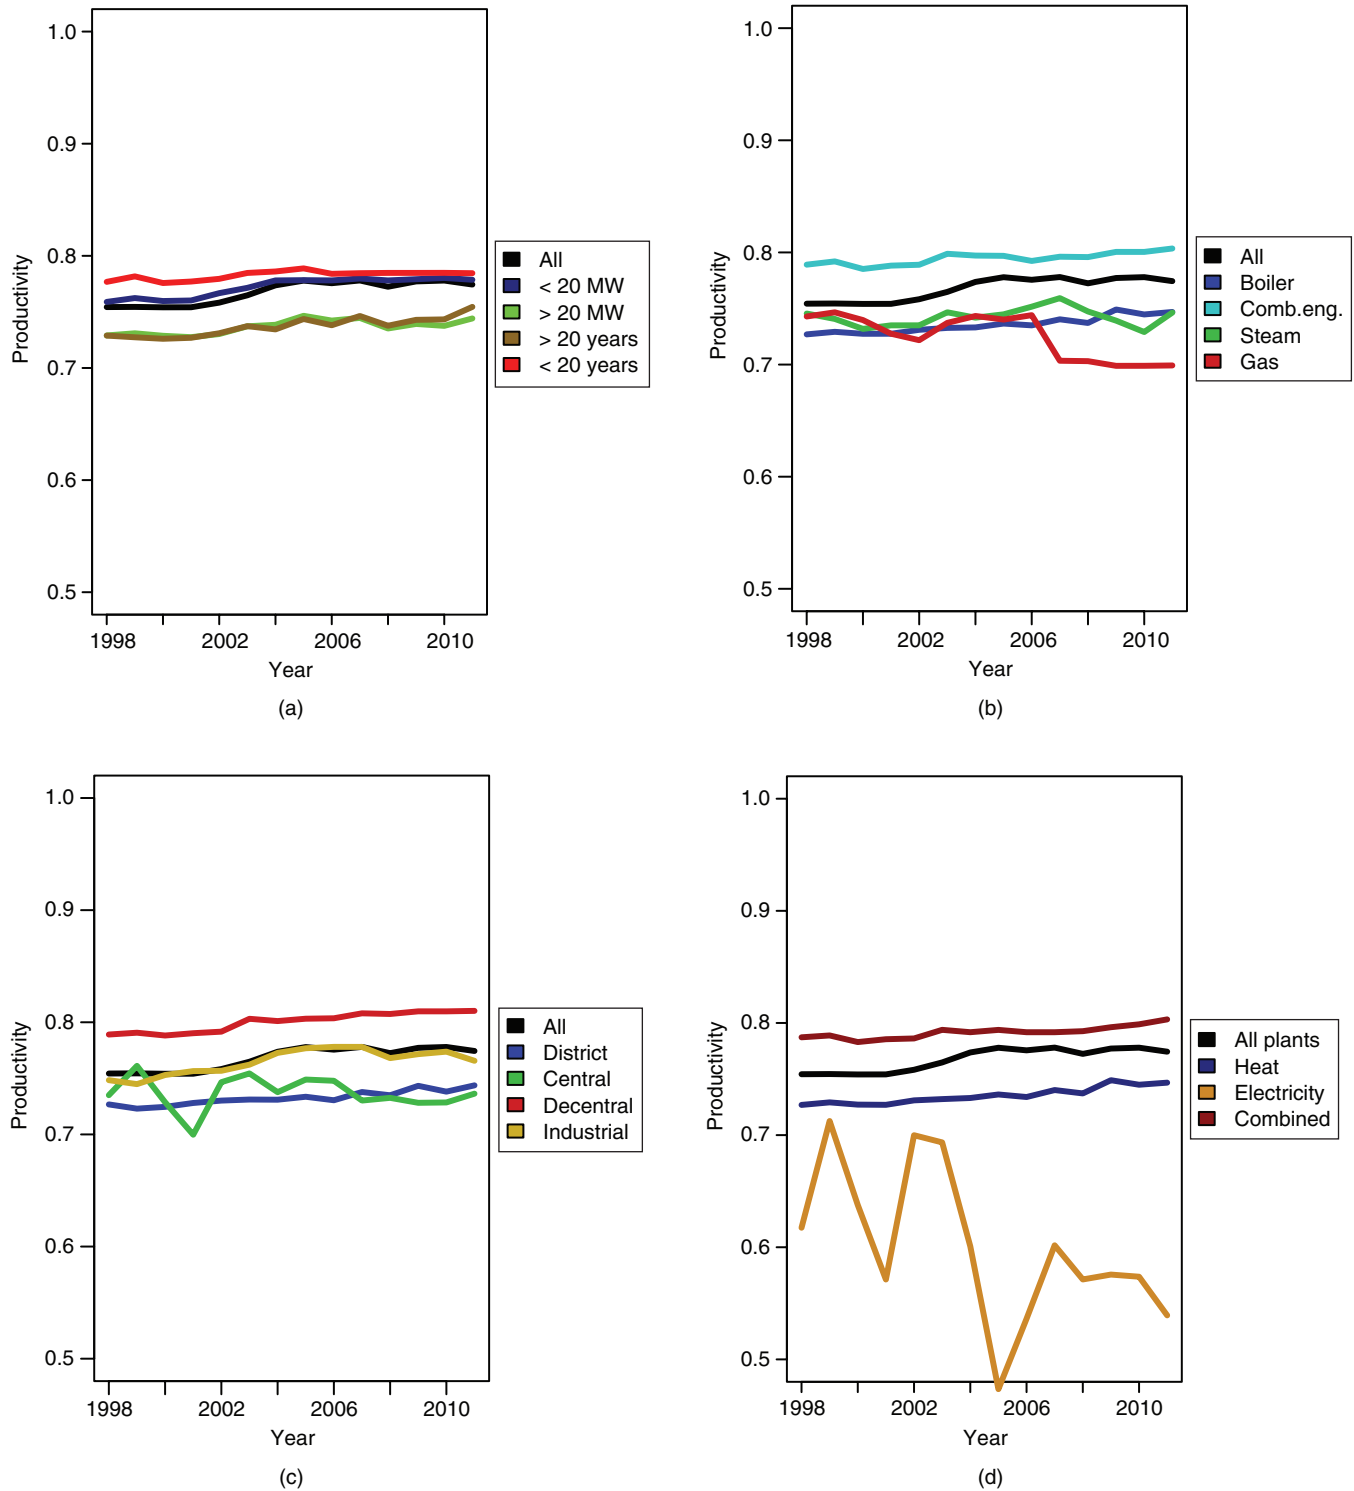 1.0
0.9
0.8
0.7
0.6
0.5
Productivity
1998 2002 2006 2010
Year
(a)
All
< 20 MW
> 20 MW
> 20 years
< 20 years
1.0
0.9
0.8
0.7
0.6
0.5
Productivity
1998 2002 2006 2010
Year
(b)
All
Boiler
Comb.eng.
Steam
Gas
1.0
0.9
0.8
0.7
0.6
0.5
Productivity
1998 2002 2006 2010
Year
(c)
All
District
Central
Decentral
Industrial
1.0
0.9
0.8
0.7
0.6
0.5
Productivity
1998 2002 2006 2010
Year
(d)
All plants
Heat
Electricity
Combined